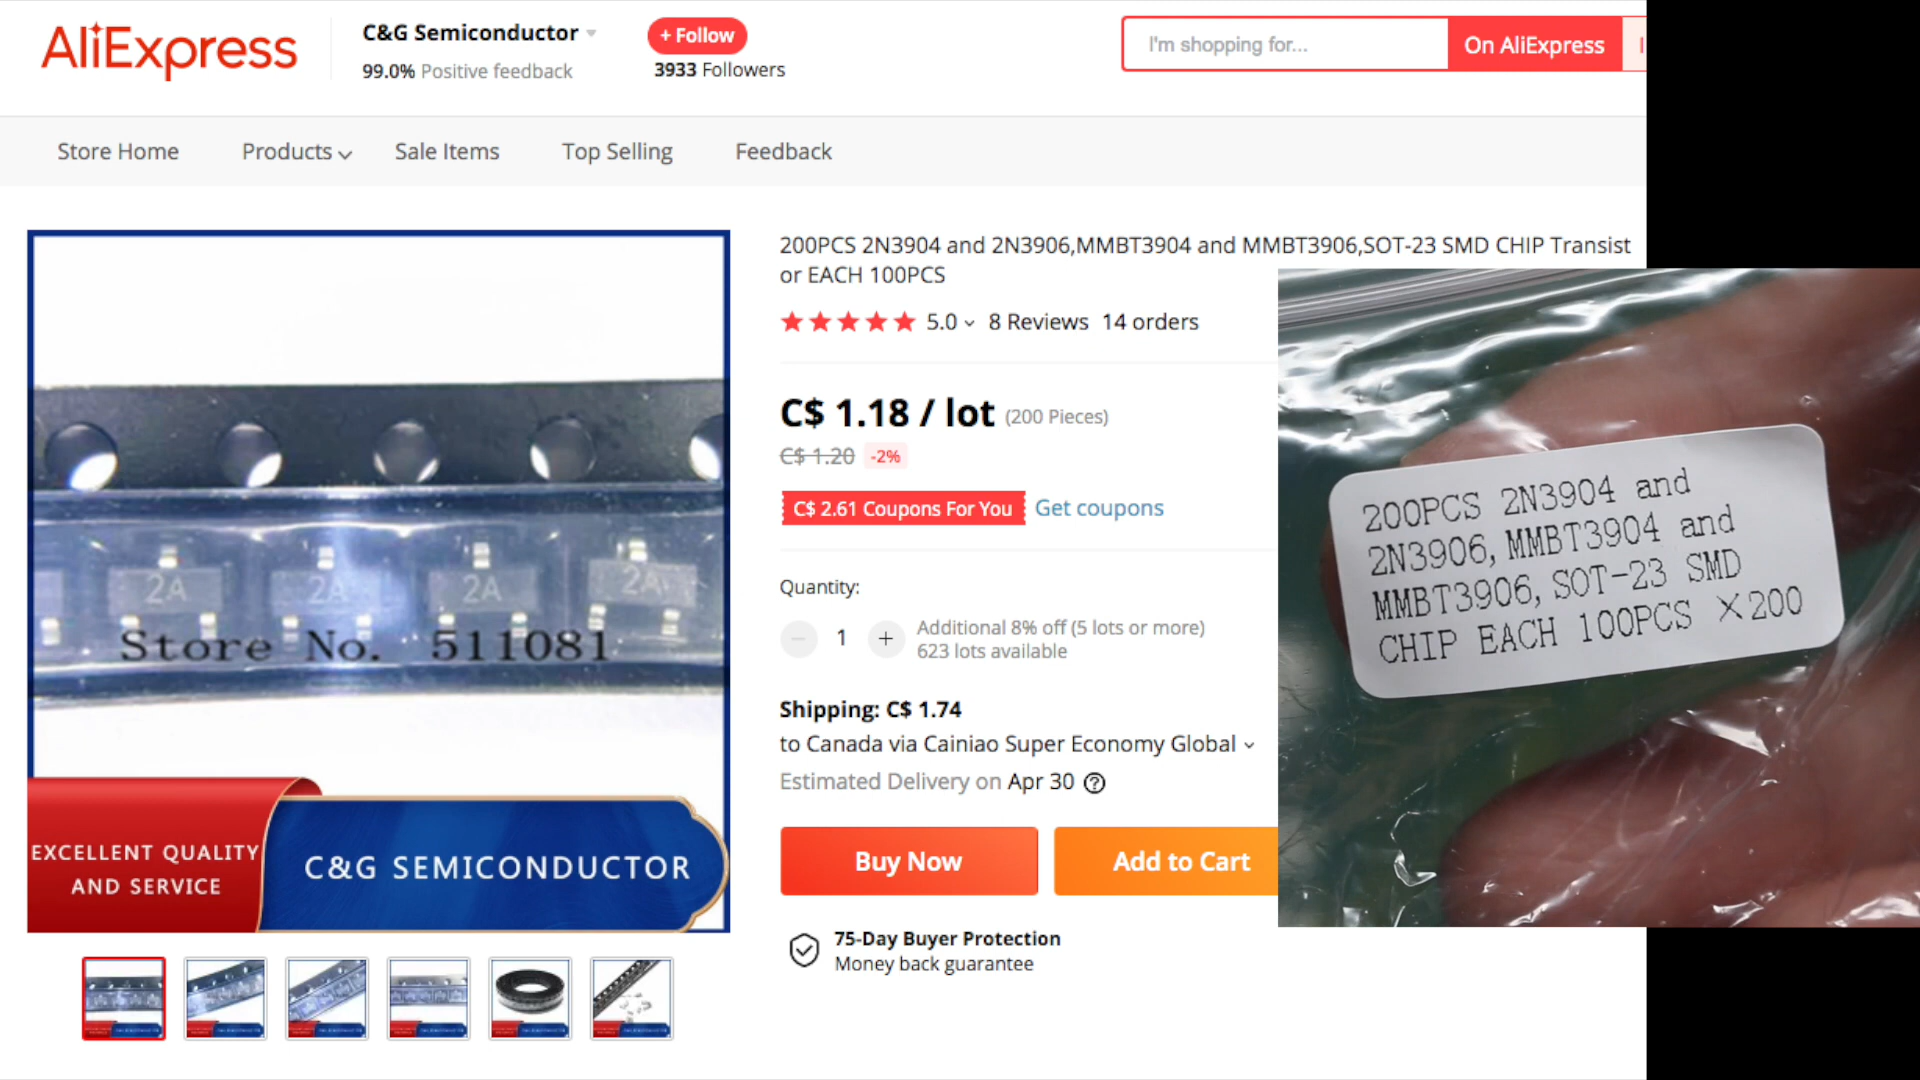 AliExpress
C&G Semiconductor
99.0% Positive feedback
+ Follow
3933 Followers
I'm shopping for...
On AliExpress
Store Home
Products
Sale Items
Top Selling
Feedback
2A
2A
2A
2A
Store No. 511081
EXCELLENT QUALITY
AND SERVICE
C&G SEMICONDUCTOR
200PCS 2N3904 and 2N3906,MMBT3904 and MMBT3906,SOT-23 SMD CHIP Transist
or EACH 100PCS
5.0
8 Reviews
14 orders
C$ 1.18 / lot (200 Pieces)
C$ 1.20 -2%
C$ 2.61 Coupons For You
Get coupons
Quantity:
1
Additional 8% off (5 lots or more)
623 lots available
Shipping: C$ 1.74
to Canada via Cainiao Super Economy Global
Estimated Delivery on Apr 30
Buy Now
Add to Cart
75-Day Buyer Protection
Money back guarantee
200PCS 2N3904 and
2N3906, MMBT3904 and
MMBT3906, SOT-23 SMD
CHIP EACH 100PCS X200